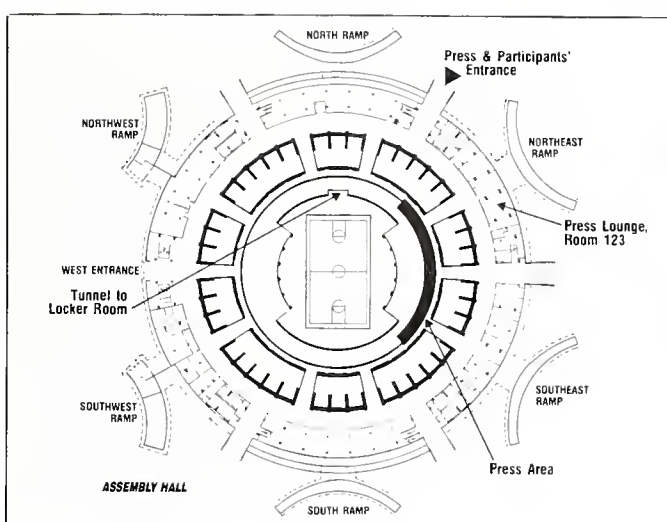 NORTH RAMP
Press & Participants'
Entrance
NORTHWEST
RAMP
NORTHEAST
RAMP
Press Lounge,
Room 123
WEST ENTRANCE
Tunnel to
Locker Room
SOUTHWEST
RAMP
SOUTHEAST
RAMP
Press Area
ASSEMBLY HALL
SOUTH RAMP